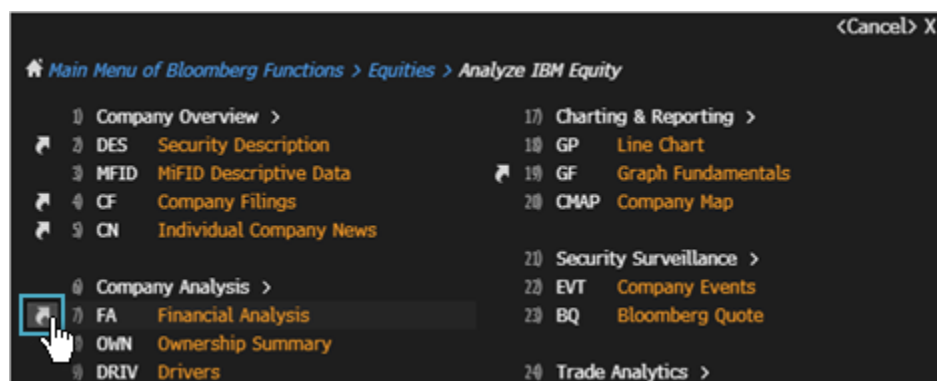 <Cancel> X
Main Menu of Bloomberg Functions > Equities > Analyze IBM Equity
1) Company Overview >
2) DES Security Description
3) MFID MiFID Descriptive Data
4) CF Company Filings
5) CN Individual Company News
6) Company Analysis >
7) FA Financial Analysis
OWN Ownership Summary
9) DRIV Drivers
17) Charting & Reporting >
18) GP Line Chart
19) GF Graph Fundamentals
20) CMAP Company Map
21) Security Surveillance >
22) EVT Company Events
23) BQ Bloomberg Quote
24) Trade Analytics >